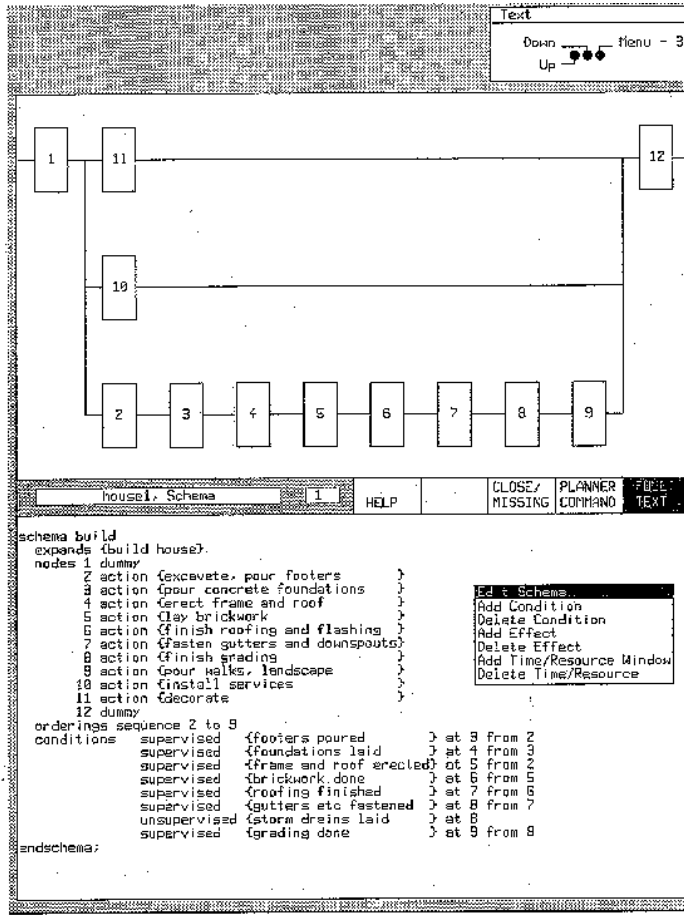 Text
Down Menu - 3
Up
1 11 12
10
2 3 4 5 6 7 8 9
house1, Schema 1 HELP CLOSE/ MISSING PLANNER COMMAND TEXT
schema build
expands {build house}.
nodes 1 dummy
2 action {excavate, pour footers }
3 action {pour concrete foundations }
4 action {erect frame and roof }
5 action {lay brickwork }
6 action {finish roofing and flashing }
7 action {fasten gutters and downspouts}
8 action {finish grading }
9 action {pour walks, landscape }
10 action {install services }
11 action {decorate }
12 dummy
orderings sequence 2 to 9
conditions supervised {footers poured } at 3 from 2
supervised {foundations laid } at 4 from 3
supervised {frame and roof erected} at 5 from 2
supervised {brickwork done } at 6 from 5
supervised {roofing finished } at 7 from 6
supervised {gutters etc fastened } at 8 from 7
unsupervised {storm drains laid } at 8
supervised {grading done } at 9 from 8
endschema;
Edit Schema..
Add Condition
Delete Condition
Add Effect
Delete Effect
Add Time/Resource Window
Delete Time/Resource